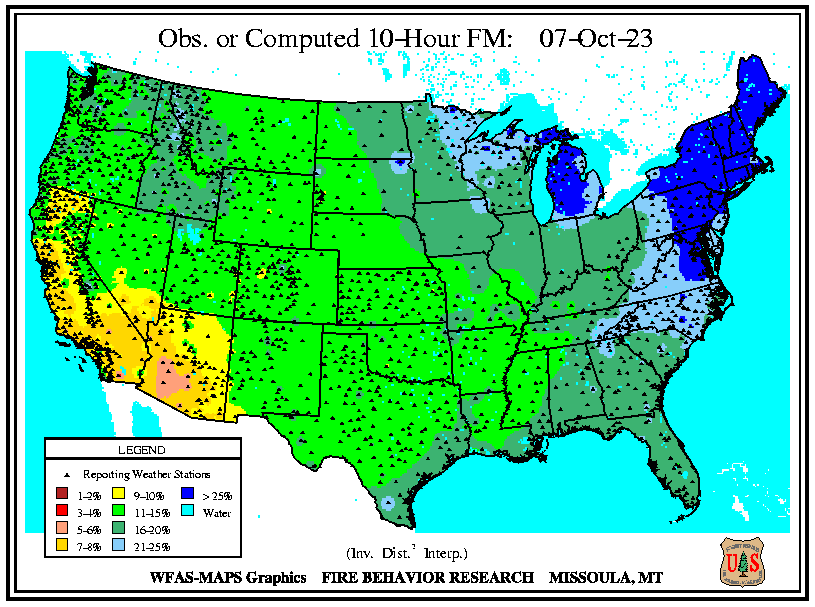 Obs. or Computed 10-Hour FM: 07-Oct-23
LEGEND
Reporting Weather Stations
1-2%
3-4%
5-6%
7-8%
9-10%
11-15%
16-20%
21-25%
> 25%
Water
(Inv. Dist.² Interp.)
WFAS-MAPS Graphics FIRE BEHAVIOR RESEARCH MISSOULA, MT
U S